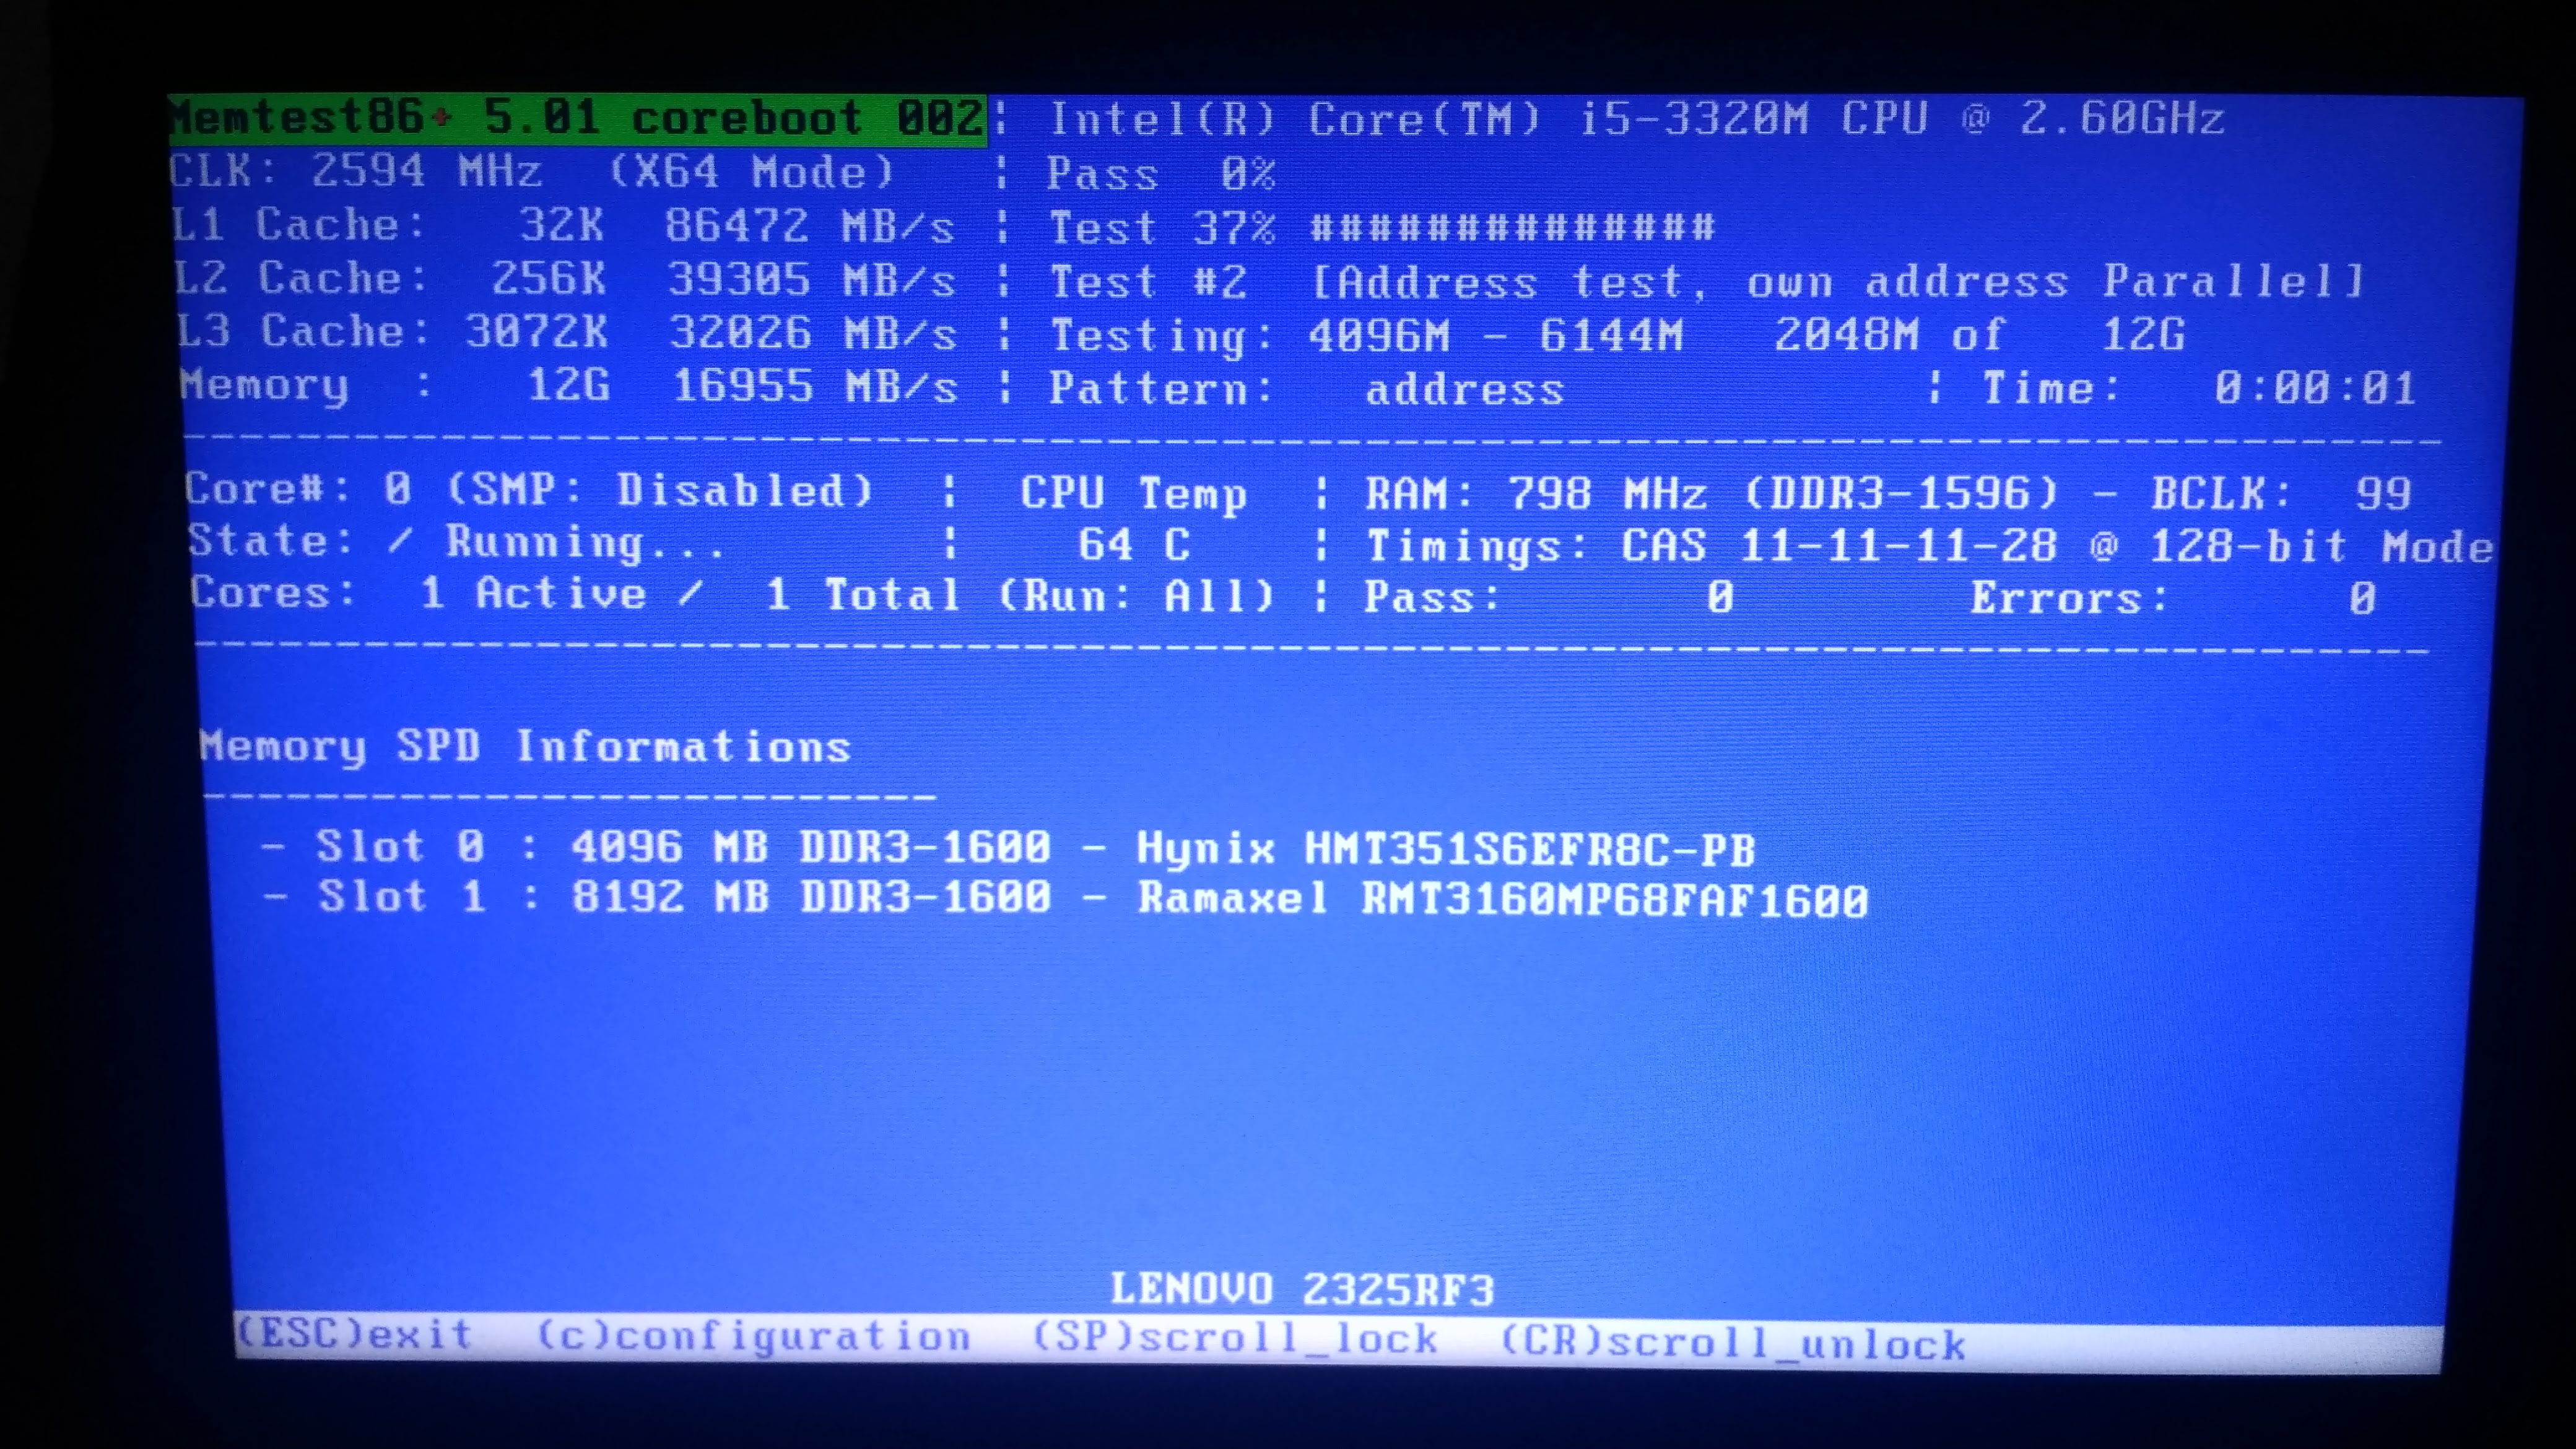 Memtest86+ 5.01 coreboot 002¦ Intel(R) Core(TM) i5-3320M CPU @ 2.60GHz
CLK: 2594 MHz  (X64 Mode)   ¦ Pass  0%
L1 Cache:   32K  86472 MB/s ¦ Test 37% ##############
L2 Cache:  256K  39305 MB/s ¦ Test #2  [Address test, own address Parallel]
L3 Cache: 3072K  32026 MB/s ¦ Testing: 4096M - 6144M   2048M of   12G
Memory  :   12G  16955 MB/s ¦ Pattern:   address            ¦ Time:   0:00:01
------------------------------------------------------------------------------
Core#: 0 (SMP: Disabled)  ¦  CPU Temp  ¦ RAM: 798 MHz (DDR3-1596) - BCLK:  99
State: / Running...       ¦    64 C    ¦ Timings: CAS 11-11-11-28 @ 128-bit Mode
Cores:  1 Active /  1 Total (Run: All) ¦ Pass:       0        Errors:      0
------------------------------------------------------------------------------
Memory SPD Informations
--------------------------
- Slot 0 : 4096 MB DDR3-1600 - Hynix HMT351S6EFR8C-PB
- Slot 1 : 8192 MB DDR3-1600 - Ramaxel RMT3160MP68FAF1600
LENOVO 2325RF3
(ESC)exit  (c)configuration  (SP)scroll_lock  (CR)scroll_unlock